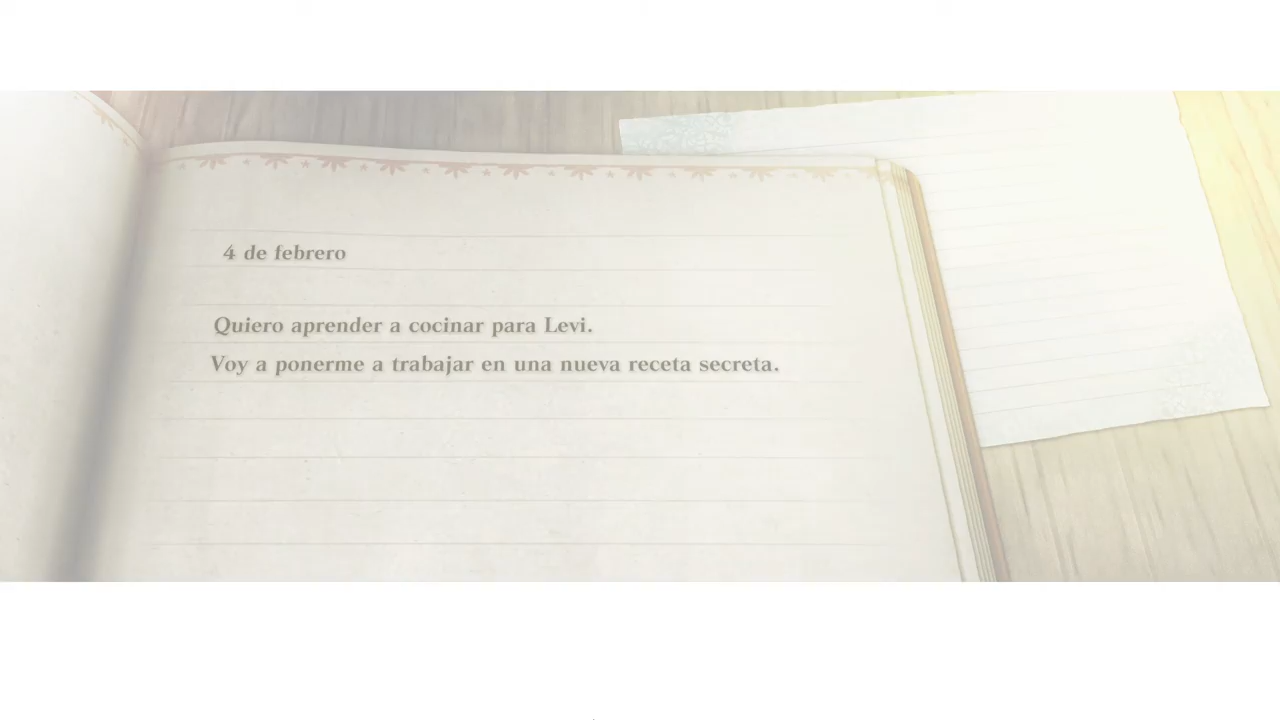 4 de febrero
Quiero aprender a cocinar para Levi.
Voy a ponerme a trabajar en una nueva receta secreta.